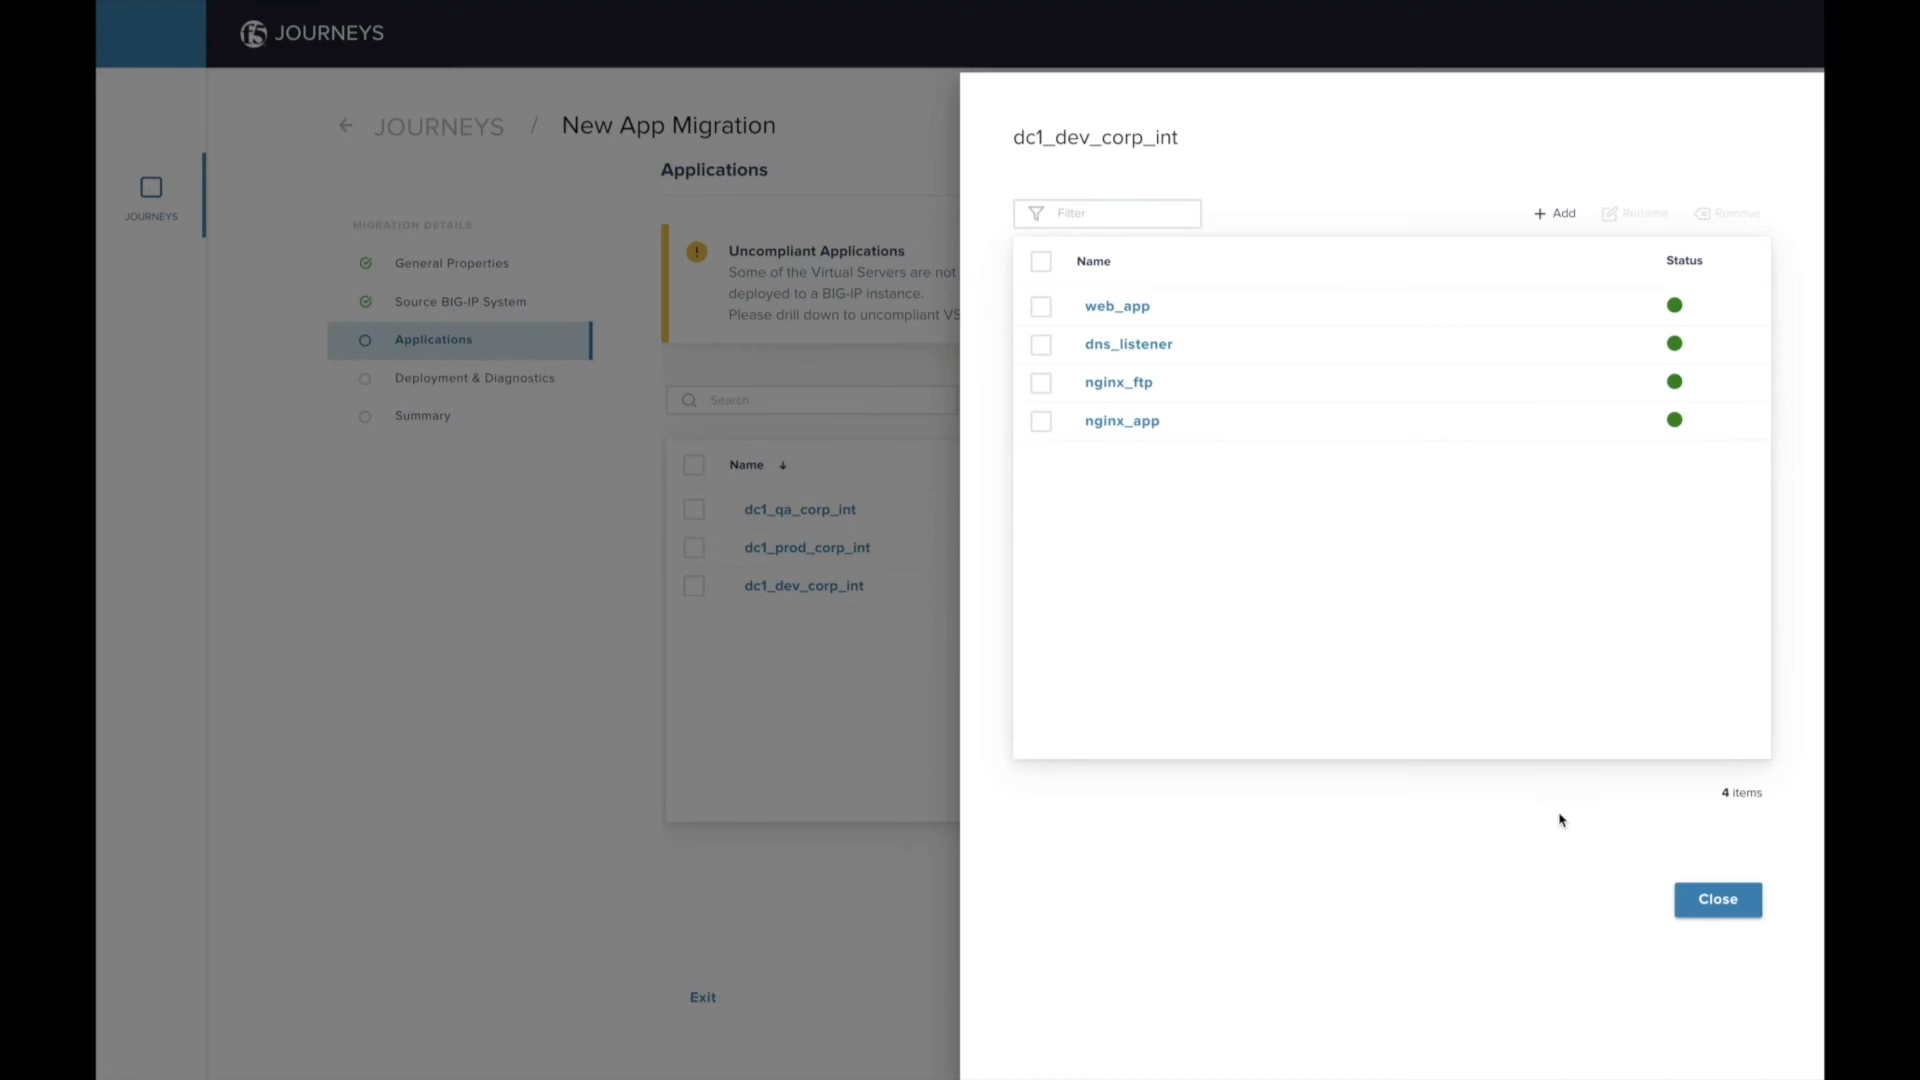 f5 JOURNEYS
JOURNEYS
JOURNEYS / New App Migration
MIGRATION DETAILS
General Properties
Source BIG-IP System
Applications
Deployment & Diagnostics
Summary
Applications
Uncompliant Applications
Some of the Virtual Servers are not
deployed to a BIG-IP instance.
Please drill down to uncompliant VS
Search
Name
dc1_qa_corp_int
dc1_prod_corp_int
dc1_dev_corp_int
Exit
dc1_dev_corp_int
Filter
+ Add Rename Remove
Name Status
web_app
dns_listener
nginx_ftp
nginx_app
4 items
Close